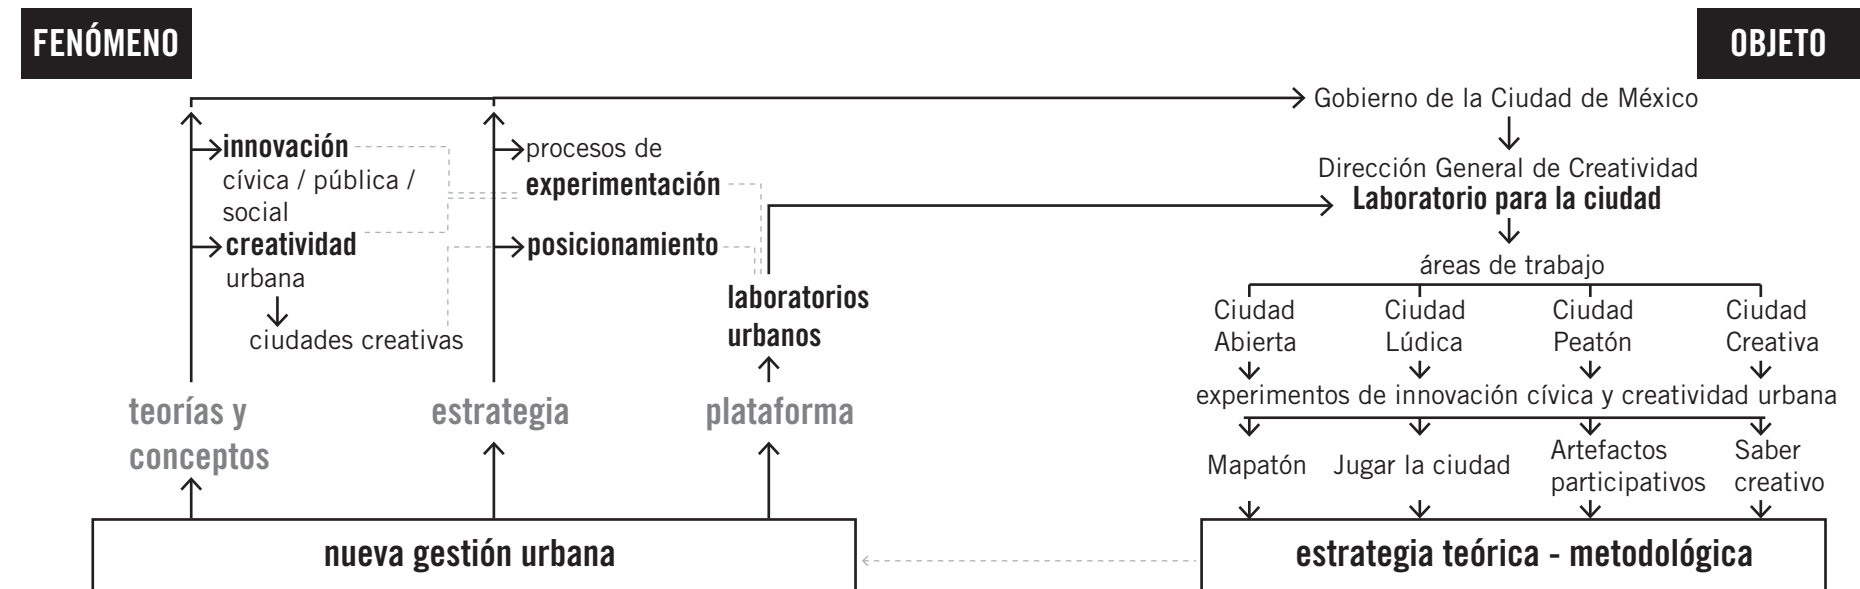 FENÓMENO
OBJETO
Gobierno de la Ciudad de México
innovación
cívica / pública /
social
creatividad
urbana
ciudades creativas
procesos de
experimentación
posicionamiento
laboratorios
urbanos
teorías y
conceptos
estrategia
plataforma
nueva gestión urbana
Dirección General de Creatividad
Laboratorio para la ciudad
áreas de trabajo
Ciudad
Abierta
Ciudad
Lúdica
Ciudad
Peatón
Ciudad
Creativa
experimentos de innovación cívica y creatividad urbana
Mapatón
Jugar la ciudad
Artefactos
participativos
Saber
creativo
estrategia teórica - metodológica